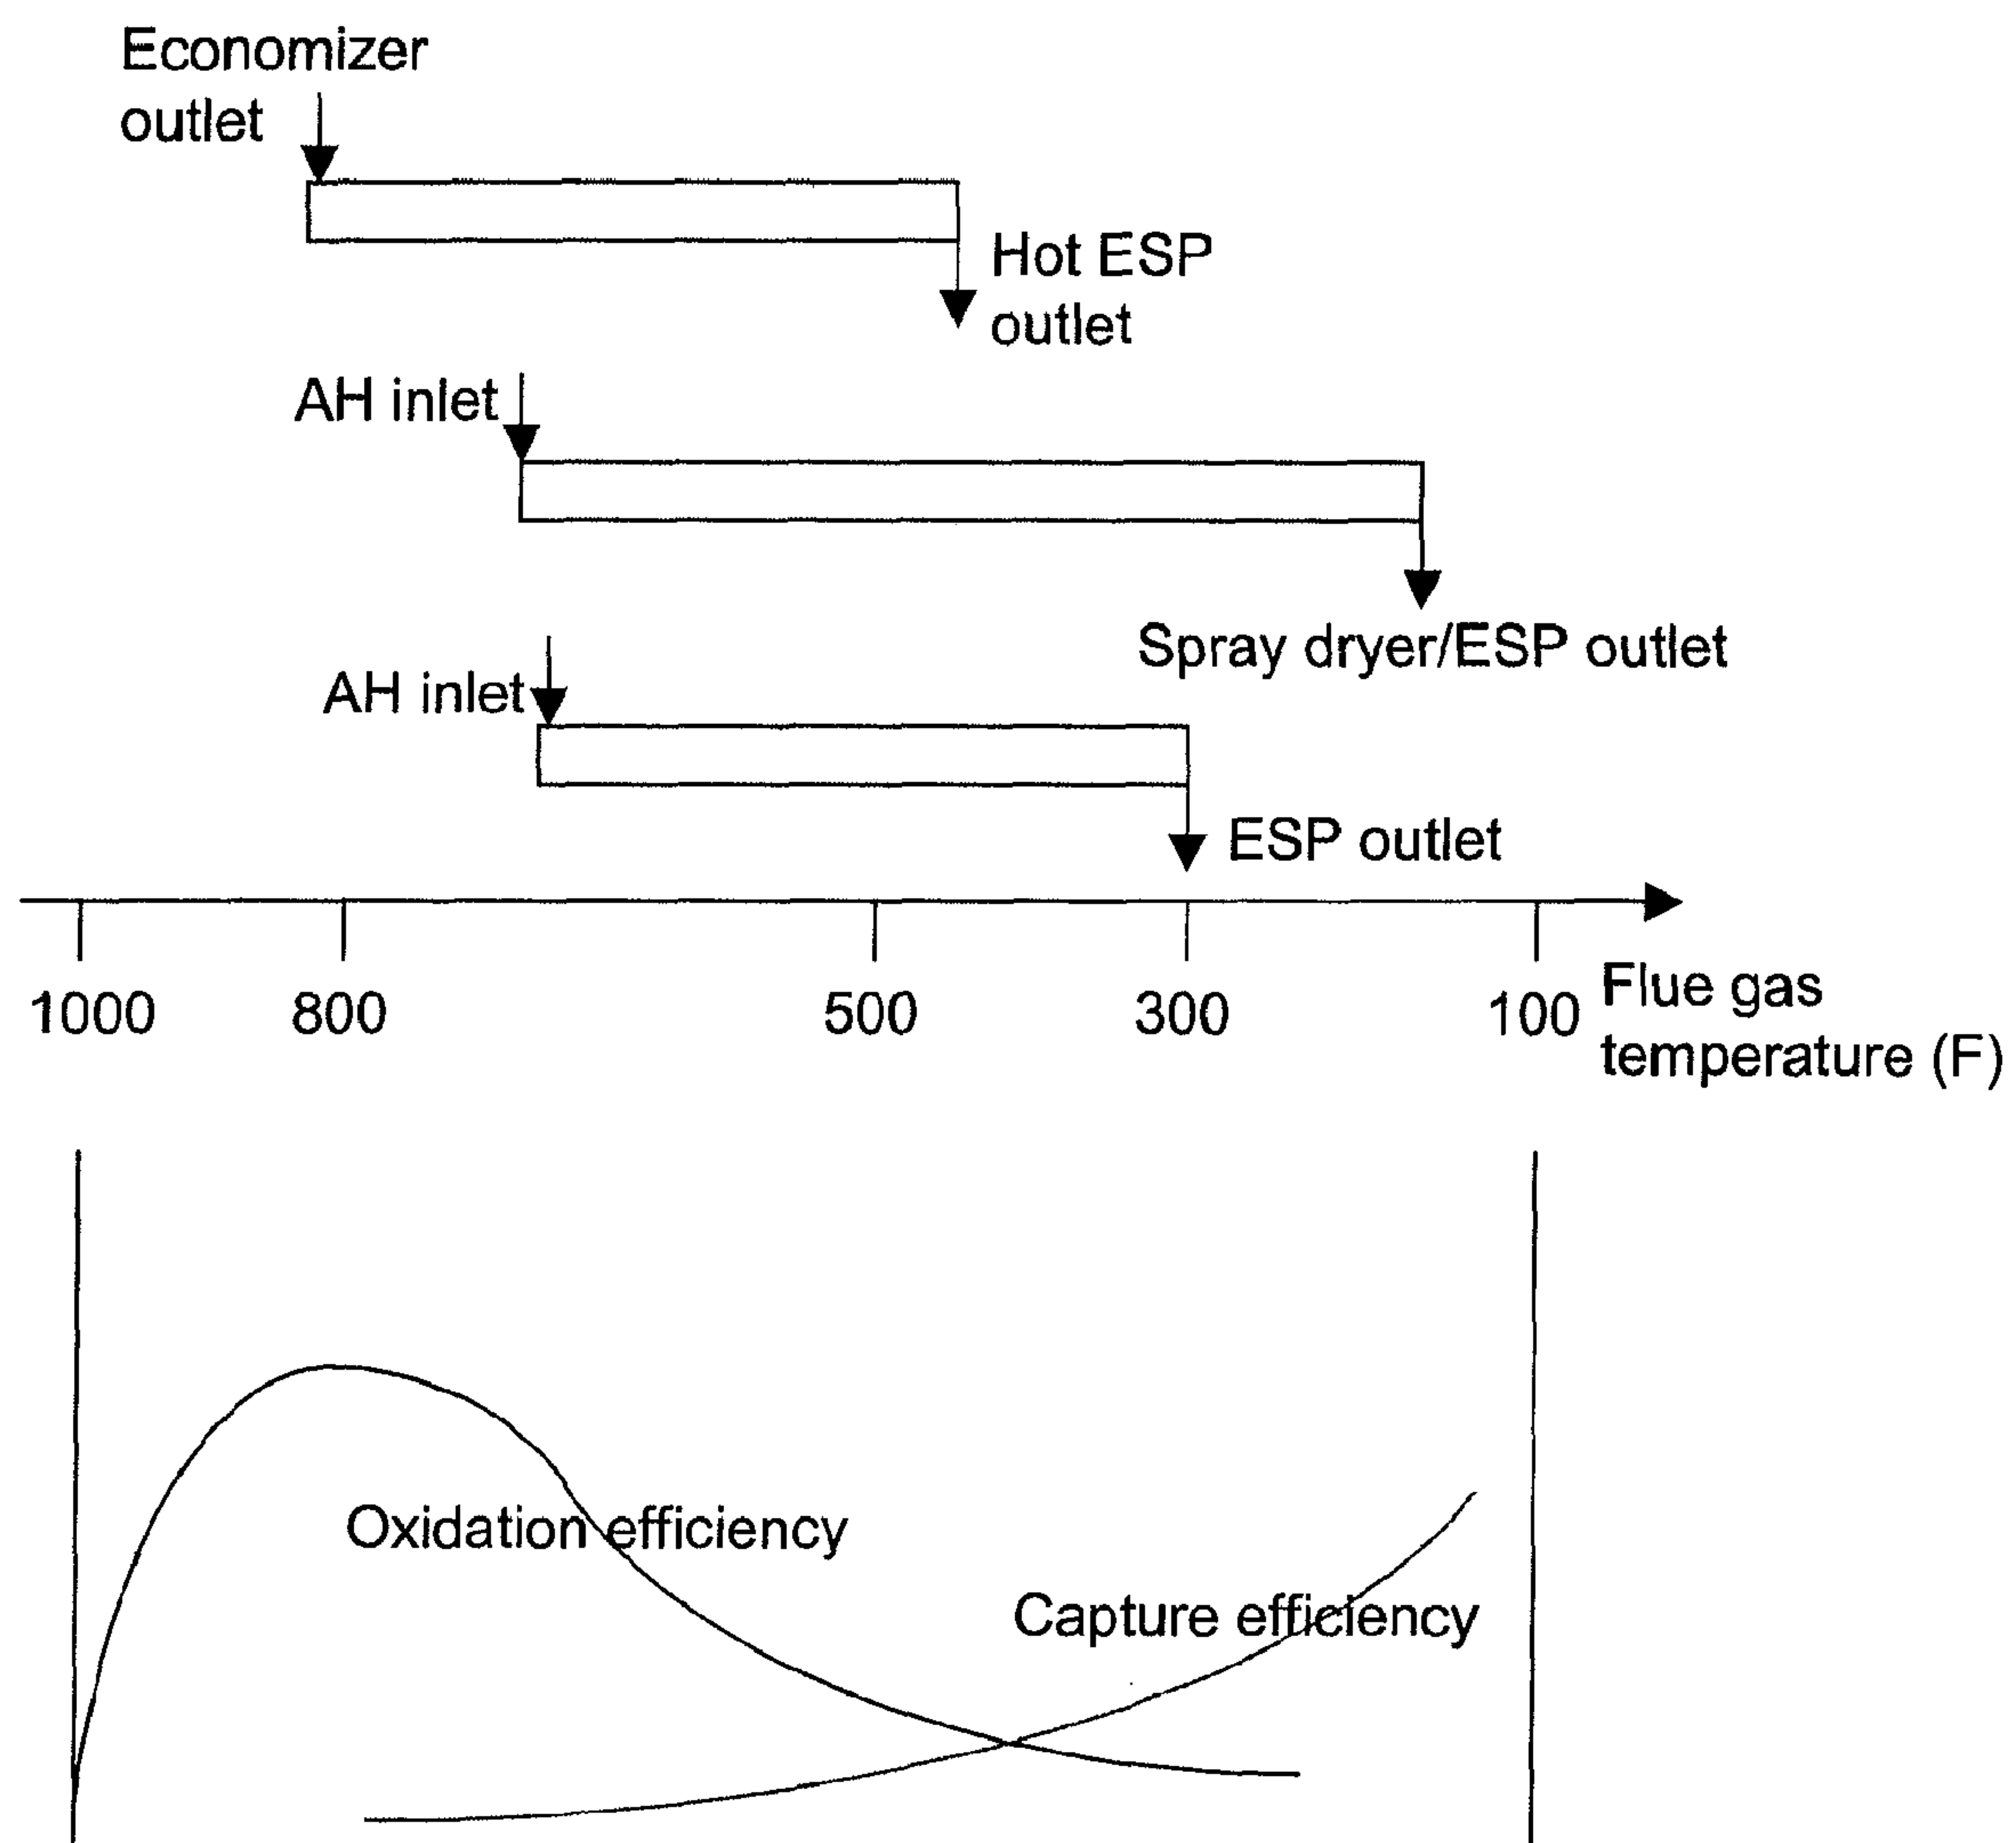 Economizer
outlet
Hot ESP
outlet
AH inlet
Spray dryer/ESP outlet
AH inlet
ESP outlet
1000 800 500 300 100
Flue gas
temperature (F)
Oxidation efficiency
Capture efficiency